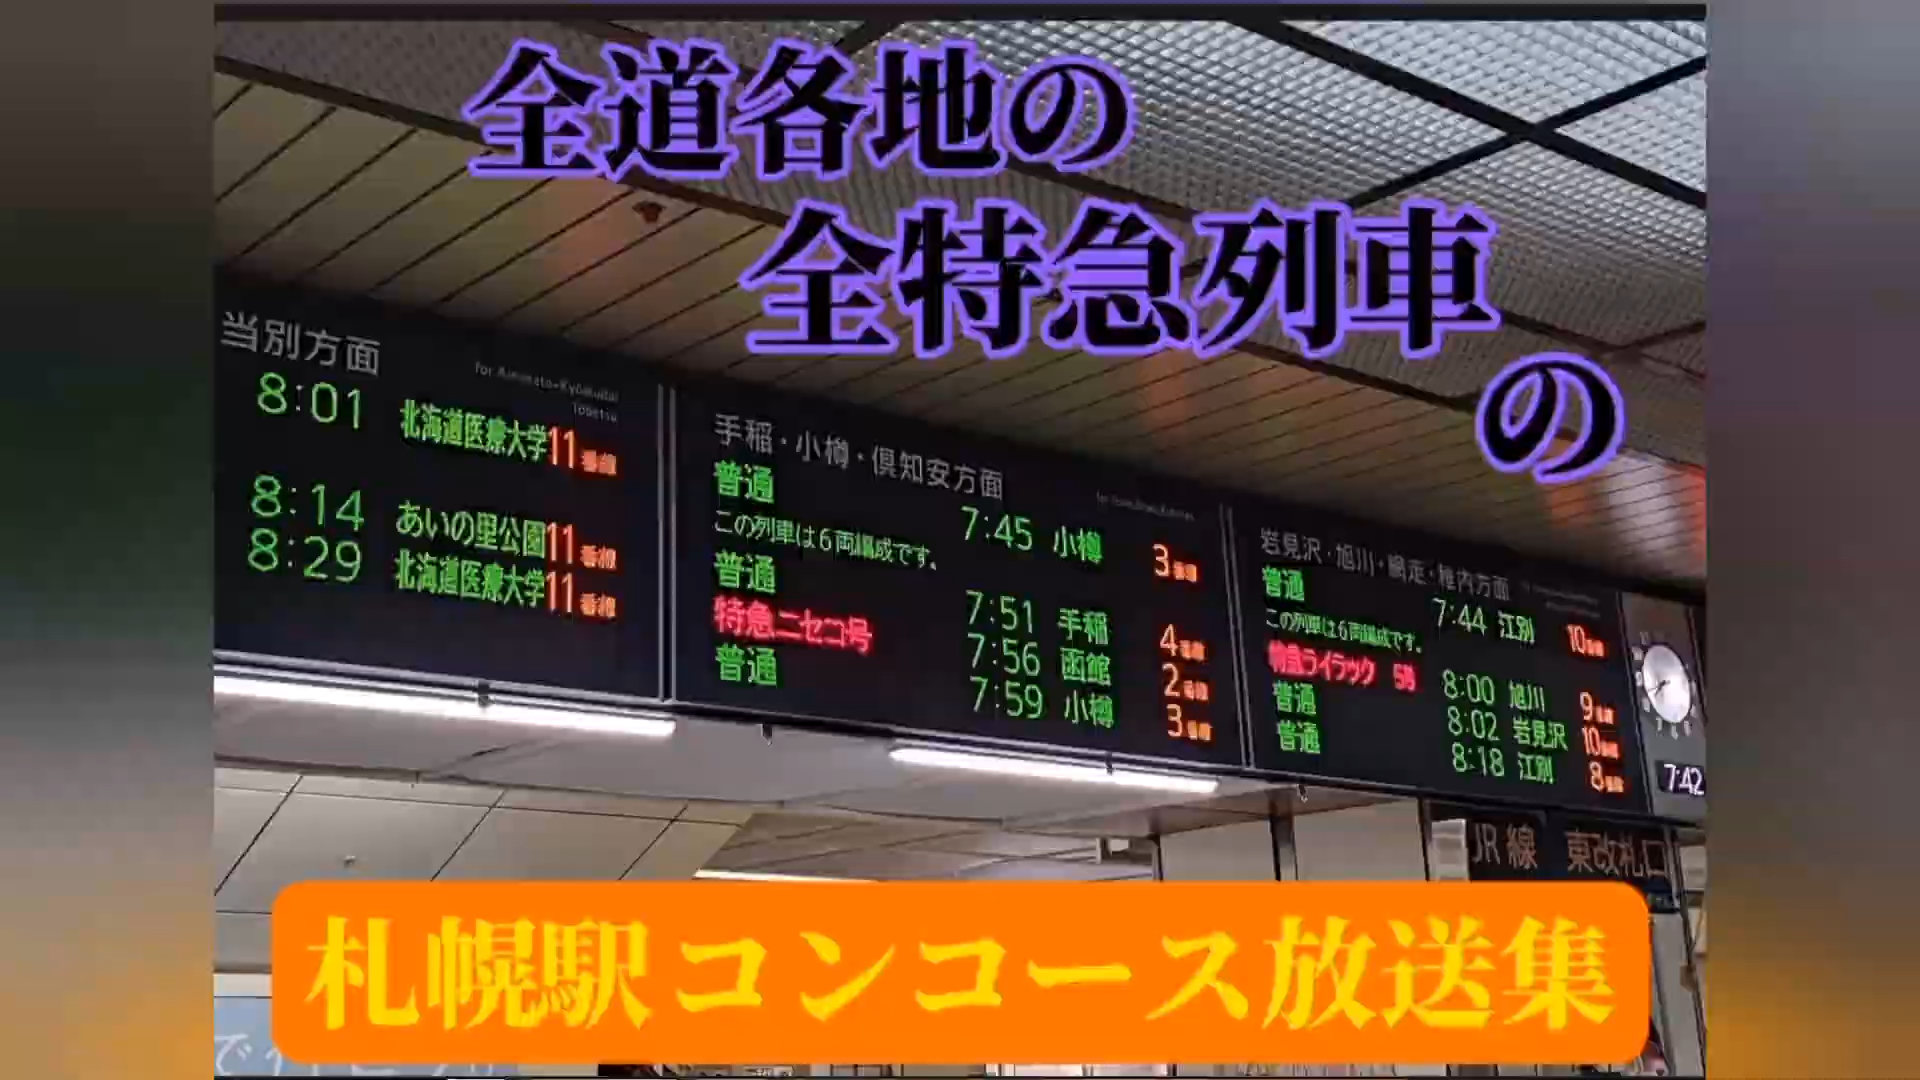 全道各地の
全特急列車
の
当別方面
8:01 北海道医療大学 11番線
8:14 あいの里公園 11番線
8:29 北海道医療大学 11番線
手稲・小樽・倶知安方面
普通 7:45 小樽 3番線
この列車は6両編成です。
普通 7:51 手稲 4番線
特急ニセコ号 7:56 函館 2番線
普通 7:59 小樽 3番線
岩見沢・旭川・網走・稚内方面
普通 7:44 江別 10番線
この列車は6両編成です。
特急ライラック 5号 8:00 旭川 9番線
普通 8:02 岩見沢 10番線
普通 8:18 江別 8番線
7:42
JR線 東改札口
札幌駅コンコース放送集